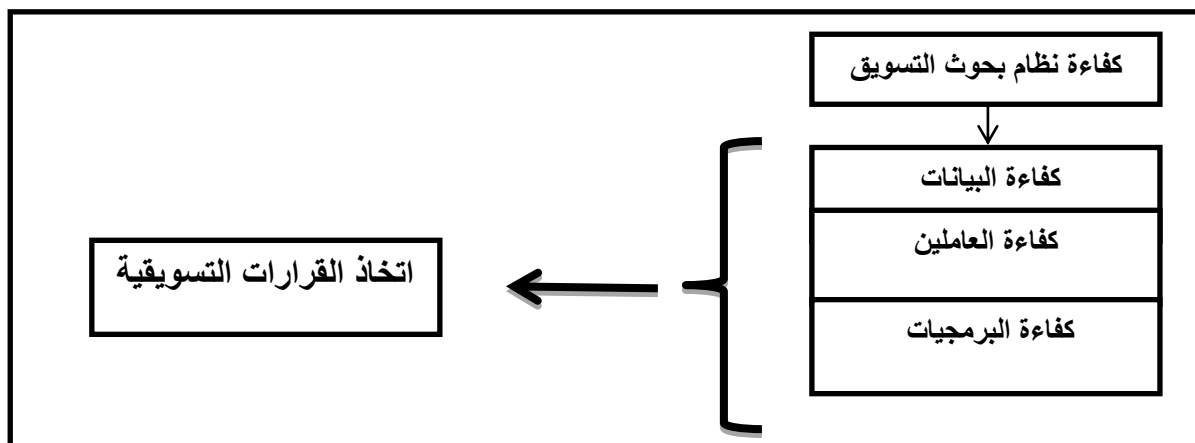 كفاءة نظام بحوث التسويق
كفاءة البيانات
كفاءة العاملين
كفاءة البرمجيات
اتخاذ القرارات التسويقية